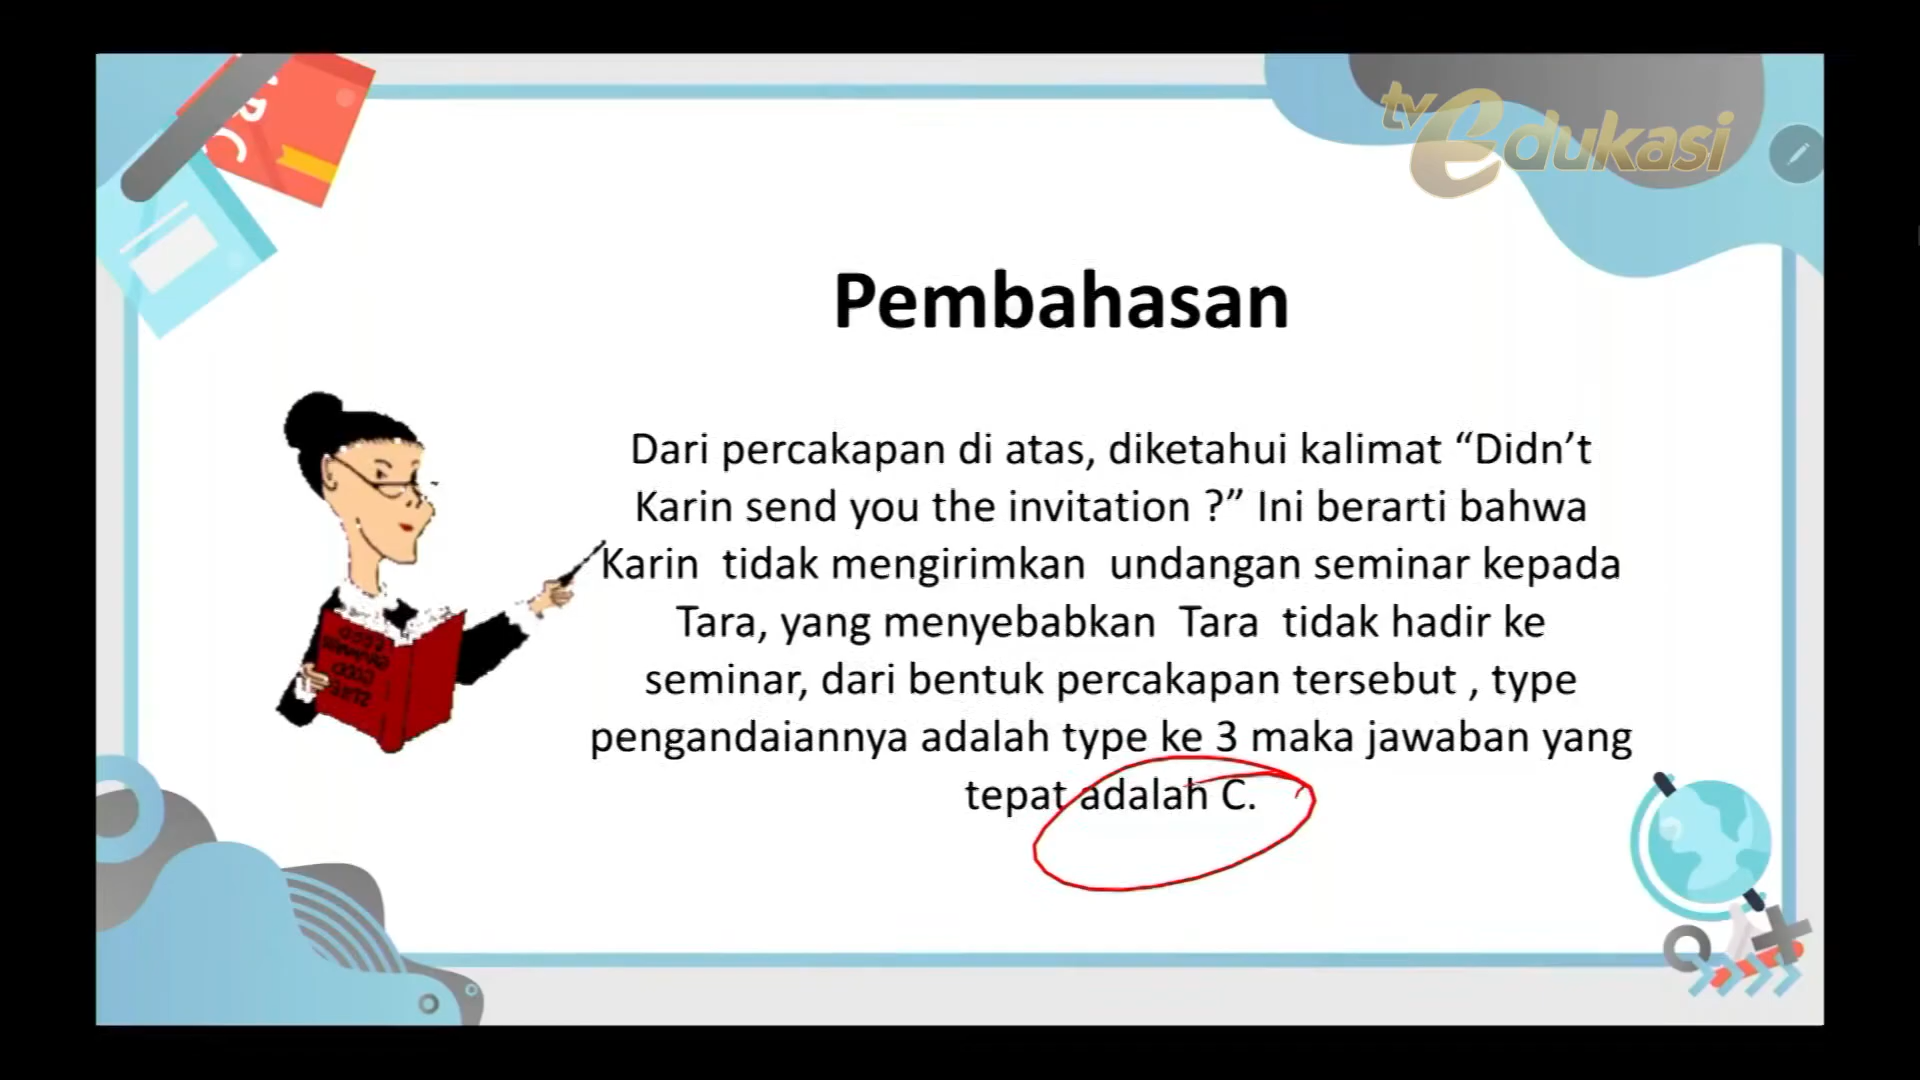 tv edukasi
Pembahasan
Dari percakapan di atas, diketahui kalimat “Didn’t
Karin send you the invitation ?” Ini berarti bahwa
Karin tidak mengirimkan undangan seminar kepada
Tara, yang menyebabkan Tara tidak hadir ke
seminar, dari bentuk percakapan tersebut , type
pengandaiannya adalah type ke 3 maka jawaban yang
tepat adalah C.